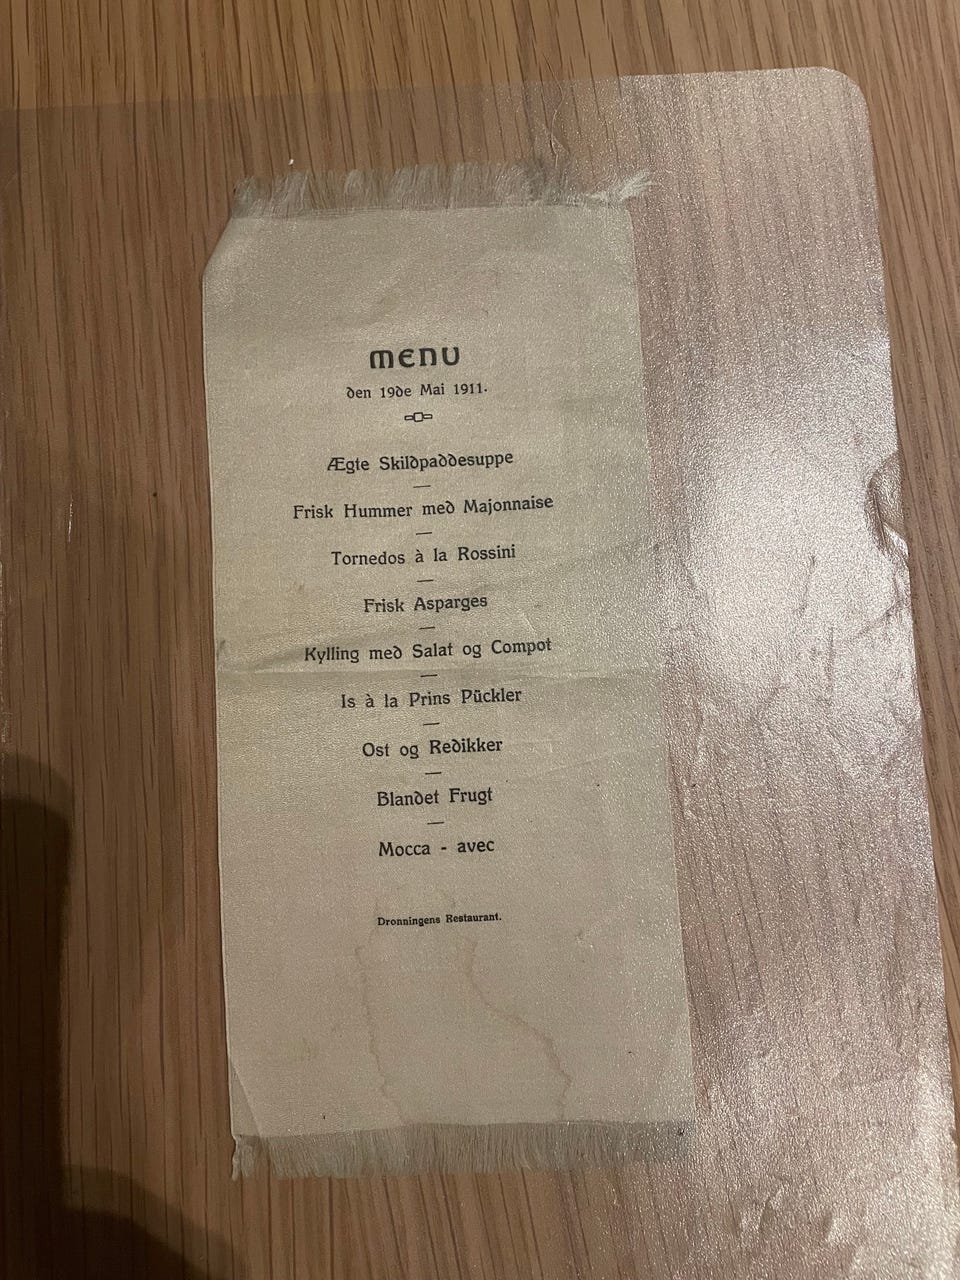 MENU
den 19de Mai 1911.
Ægte Skildpaddesuppe
Frisk Hummer med Majonnaise
Tornedos à la Rossini
Frisk Asparges
Kylling med Salat og Compot
Is à la Prins Pückler
Ost og Redikker
Blandet Frugt
Mocca - avec
Dronningens Restaurant.